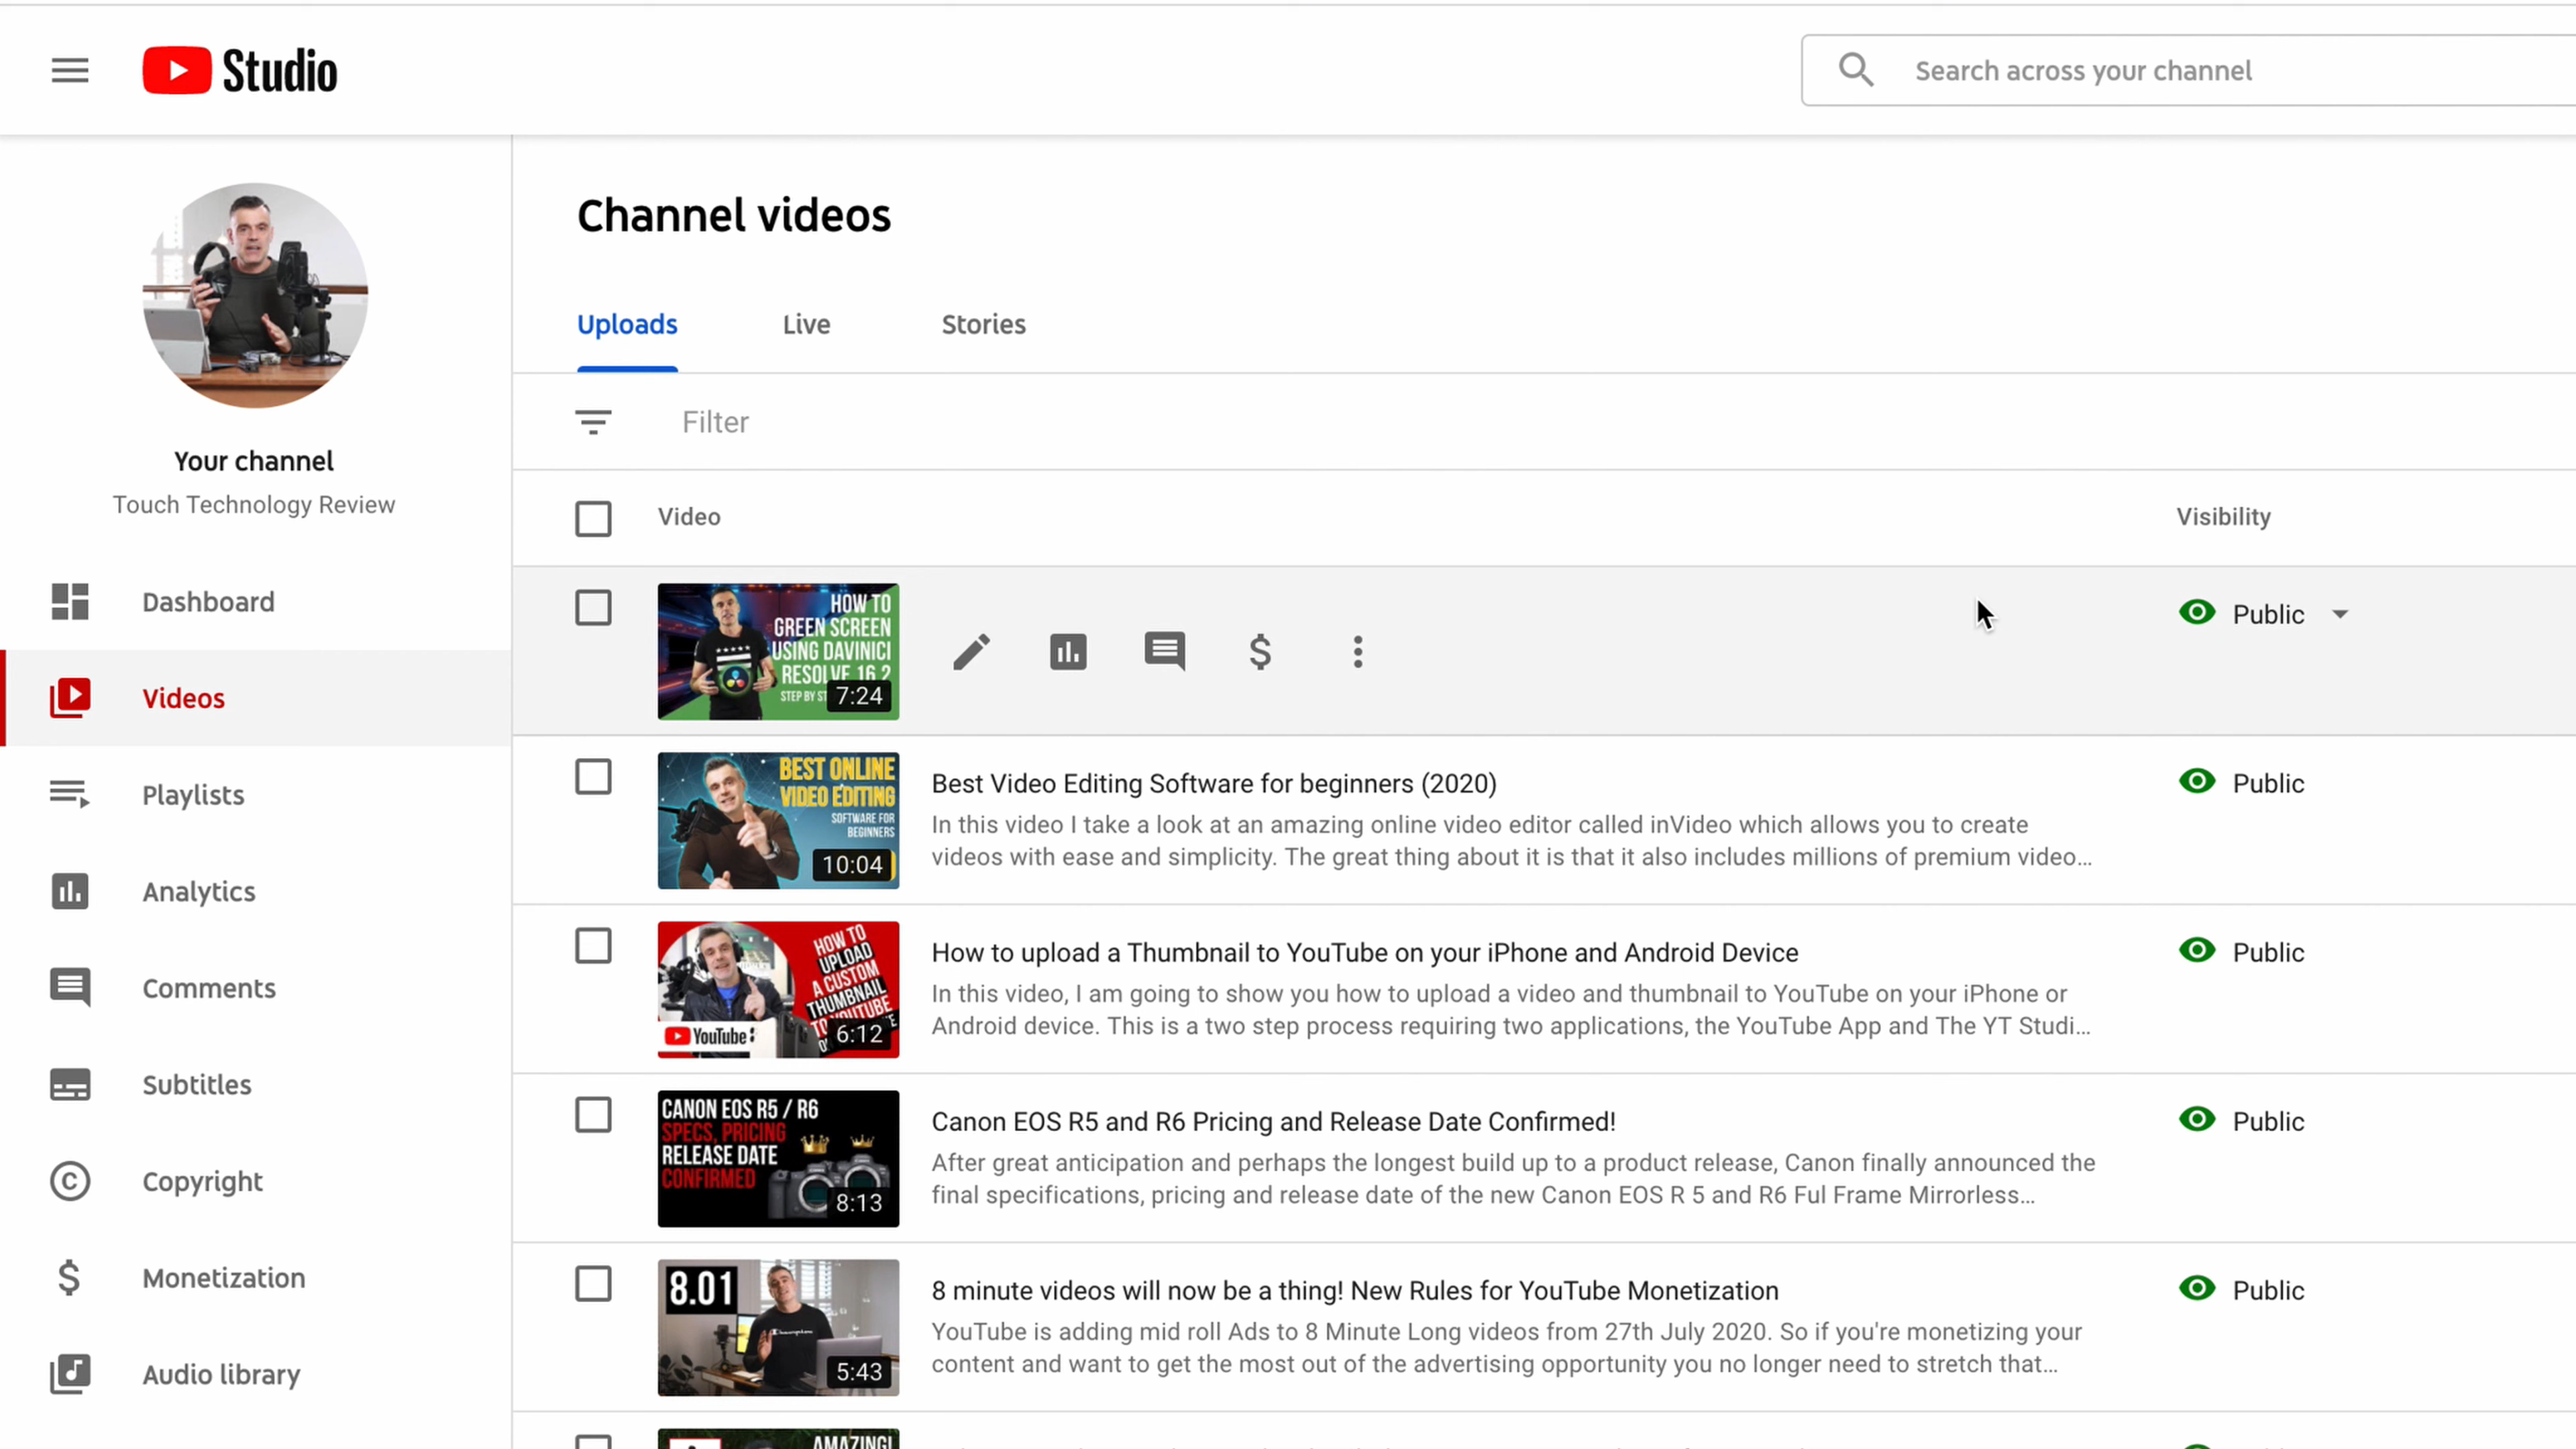 Studio
Search across your channel
Your channel
Touch Technology Review
Dashboard
Videos
Playlists
Analytics
Comments
Subtitles
Copyright
Monetization
Audio library
Channel videos
Uploads
Live
Stories
Filter
Video
Visibility
HOW TO
GREEN SCREEN
USING DAVINICI
RESOLVE 16.2
STEP BY
7:24
Public
BEST ONLINE
VIDEO EDITING
SOFTWARE FOR
BEGINNERS
10:04
Best Video Editing Software for beginners (2020)
In this video I take a look at an amazing online video editor called inVideo which allows you to create
videos with ease and simplicity. The great thing about it is that it also includes millions of premium video…
Public
HOW TO
UPLOAD
A CUSTOM
THUMBNAIL
TO YOUTUBE
YouTube
6:12
How to upload a Thumbnail to YouTube on your iPhone and Android Device
In this video, I am going to show you how to upload a video and thumbnail to YouTube on your iPhone or
Android device. This is a two step process requiring two applications, the YouTube App and The YT Studi…
Public
CANON EOS R5 / R6
SPECS, PRICING
RELEASE DATE
CONFIRMED
8:13
Canon EOS R5 and R6 Pricing and Release Date Confirmed!
After great anticipation and perhaps the longest build up to a product release, Canon finally announced the
final specifications, pricing and release date of the new Canon EOS R 5 and R6 Ful Frame Mirrorless…
Public
8.01
Champion
5:43
8 minute videos will now be a thing! New Rules for YouTube Monetization
YouTube is adding mid roll Ads to 8 Minute Long videos from 27th July 2020. So if you're monetizing your
content and want to get the most out of the advertising opportunity you no longer need to stretch that…
Public
AMAZING!